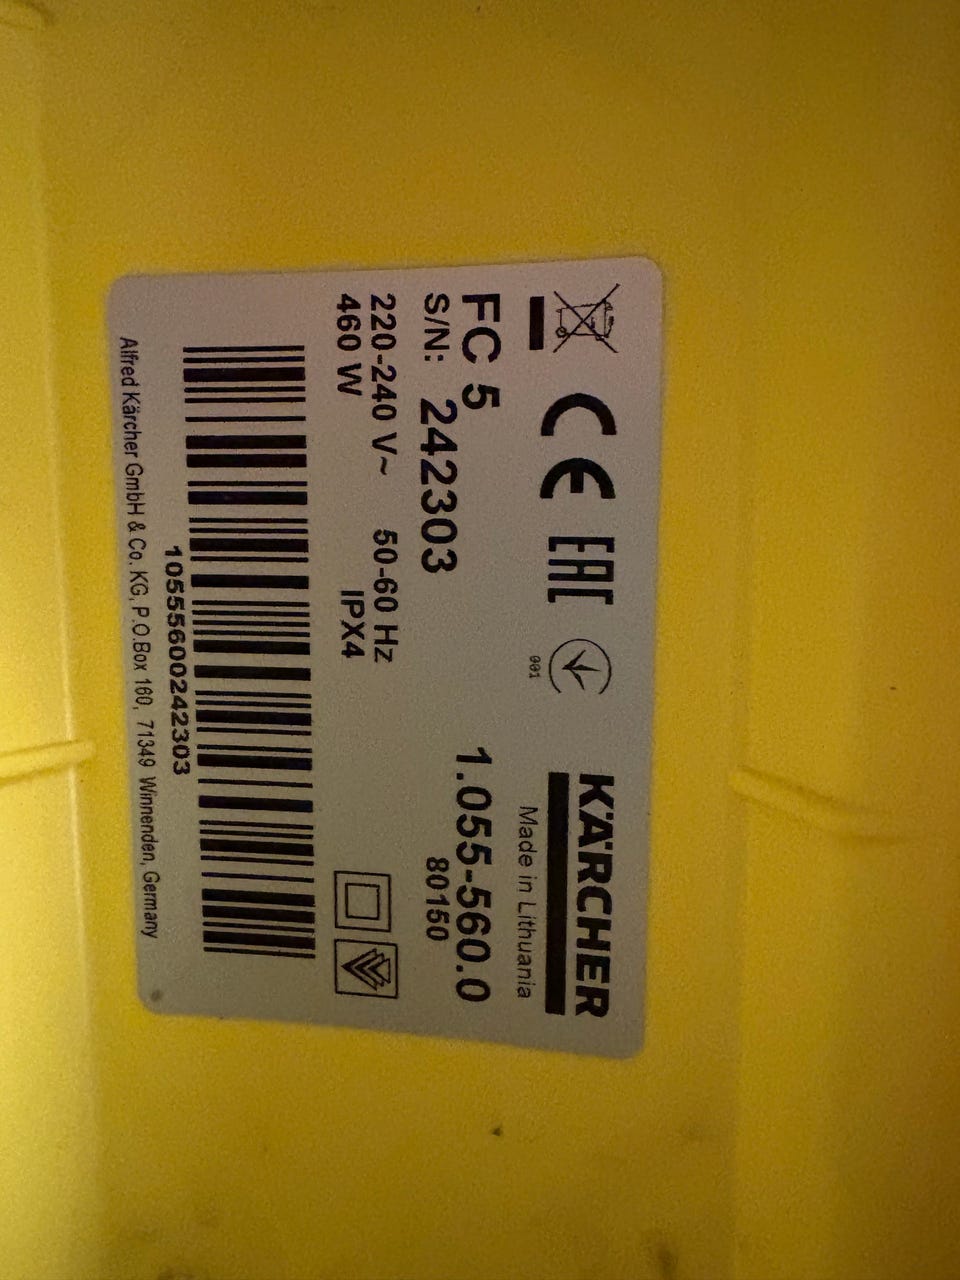 CE EAC
001
KÄRCHER
Made in Lithuania
FC 5
1.055-560.0
S/N: 242303
80150
220-240 V~ 50-60 Hz
460 W IPX4
10555600242303
Alfred Kärcher GmbH & Co. KG, P.O.Box 160, 71349 Winnenden, Germany